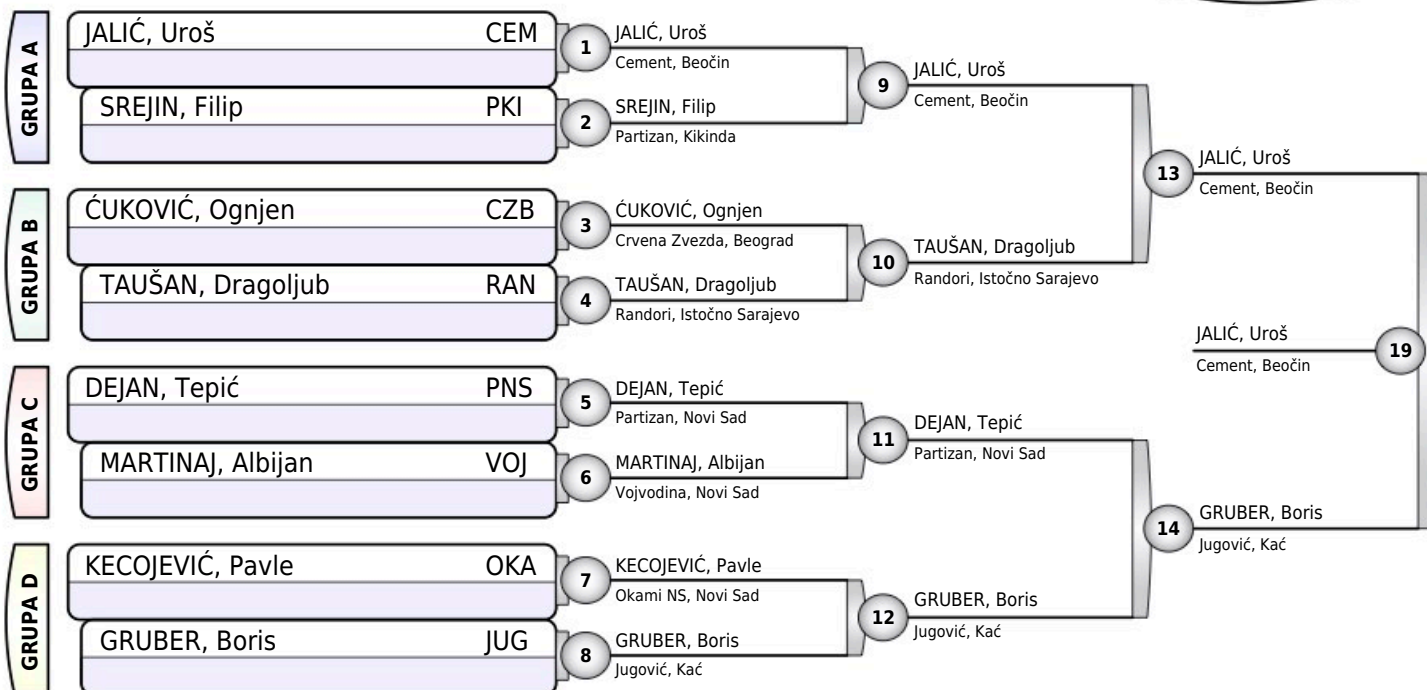 GRUPA A
JALIĆ, Uroš CEM
SREJIN, Filip PKI
GRUPA B
ĆUKOVIĆ, Ognjen CZB
TAUŠAN, Dragoljub RAN
GRUPA C
DEJAN, Tepić PNS
MARTINAJ, Albijan VOJ
GRUPA D
KECOJEVIĆ, Pavle OKA
GRUBER, Boris JUG
1
JALIĆ, Uroš
Cement, Beočin
2
SREJIN, Filip
Partizan, Kikinda
3
ĆUKOVIĆ, Ognjen
Crvena Zvezda, Beograd
4
TAUŠAN, Dragoljub
Randori, Istočno Sarajevo
5
DEJAN, Tepić
Partizan, Novi Sad
6
MARTINAJ, Albijan
Vojvodina, Novi Sad
7
KECOJEVIĆ, Pavle
Okami NS, Novi Sad
8
GRUBER, Boris
Jugović, Kać
9
JALIĆ, Uroš
Cement, Beočin
10
TAUŠAN, Dragoljub
Randori, Istočno Sarajevo
11
DEJAN, Tepić
Partizan, Novi Sad
12
GRUBER, Boris
Jugović, Kać
13
JALIĆ, Uroš
Cement, Beočin
14
GRUBER, Boris
Jugović, Kać
JALIĆ, Uroš
Cement, Beočin
19